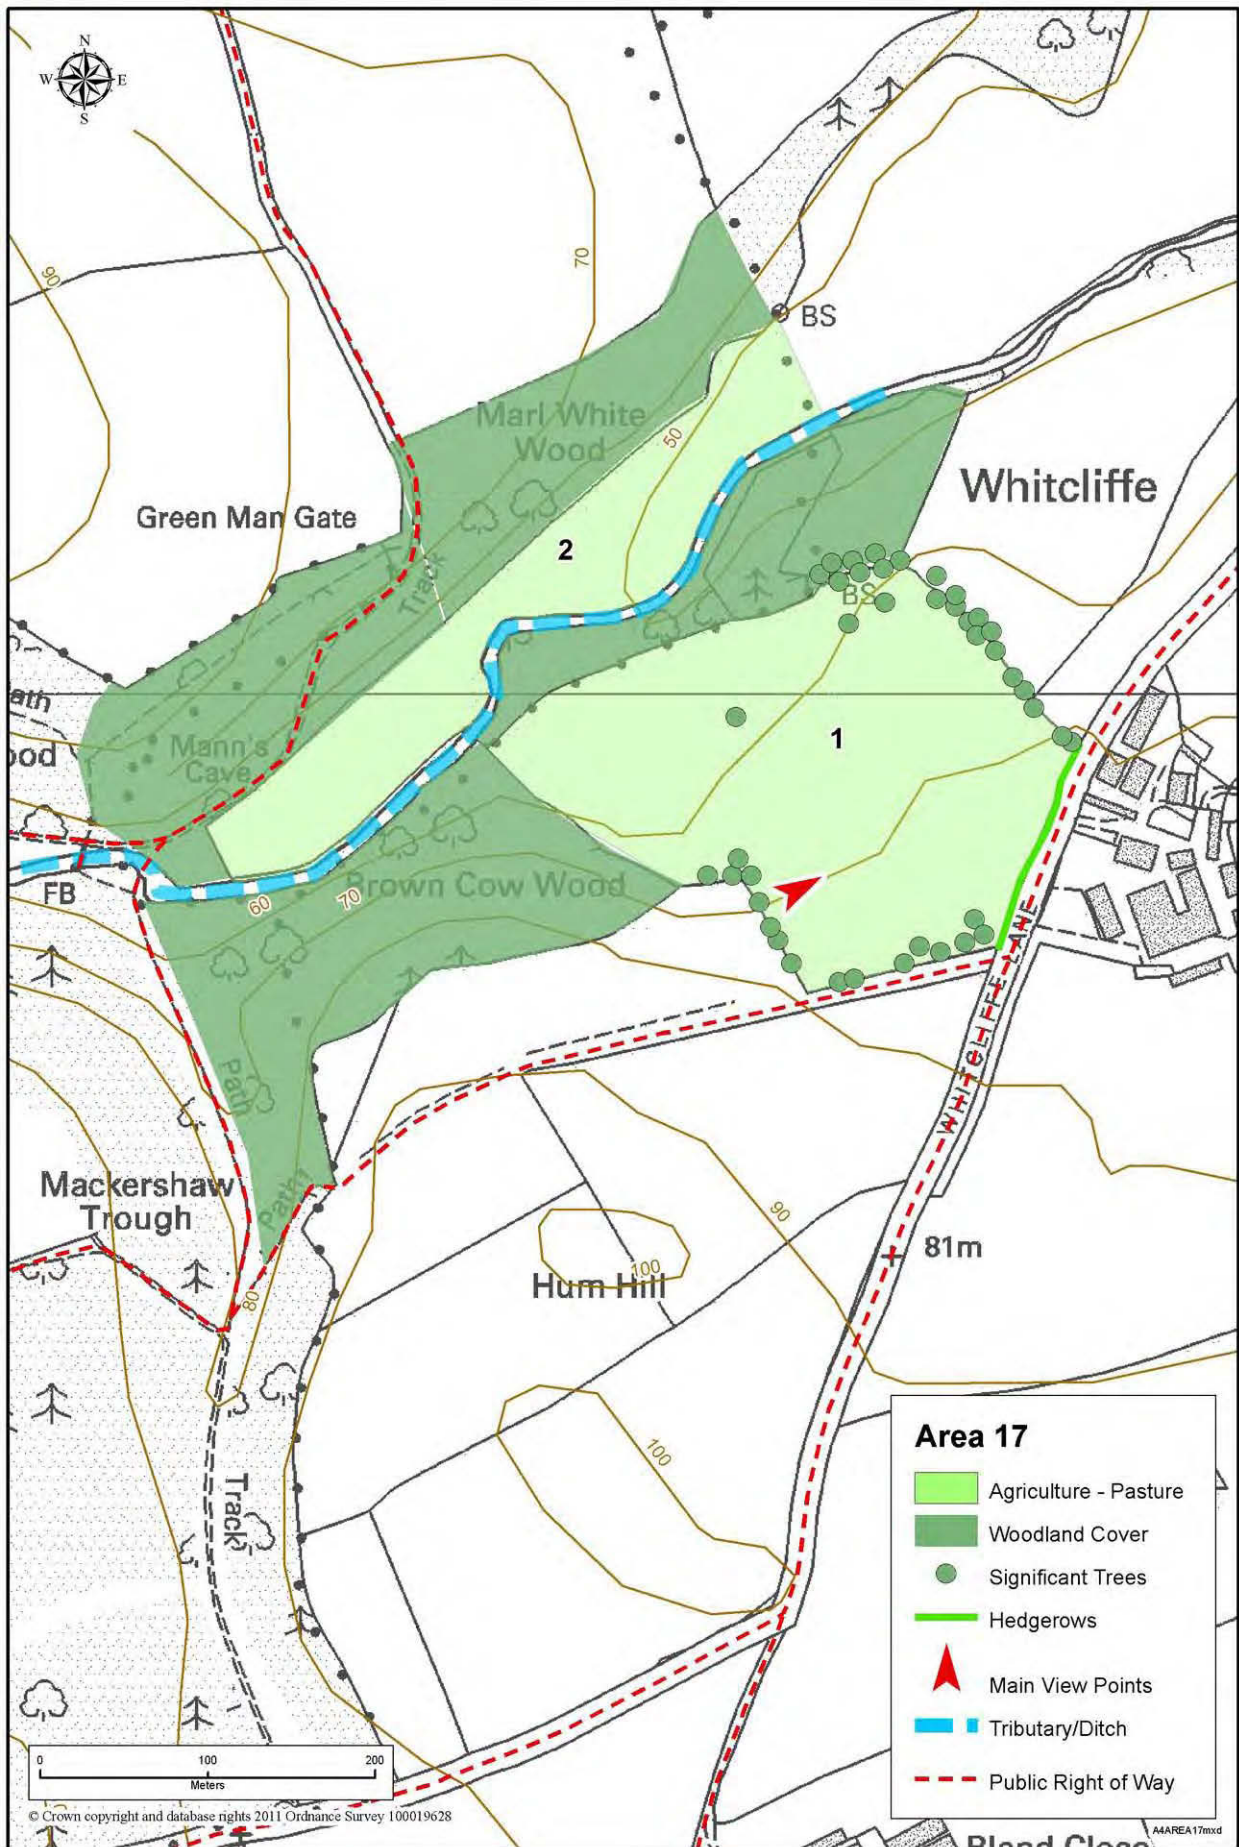 N
W E
S
90
70
BS
Marl White
Wood
50
Whitcliffe
Green Man Gate
2
Track
BS
ath
ood
Mann's
Cave
1
FB
60
70
Brown Cow Wood
WHITCLIFFE LANE
Path
Mackershaw
Trough
Path
90
81m
100
Hum Hill
80
100
Track
Area 17
Agriculture - Pasture
Woodland Cover
Significant Trees
Hedgerows
Main View Points
Tributary/Ditch
Public Right of Way
0 100 200
Meters
© Crown copyright and database rights 2011 Ordnance Survey 100019628
A4AREA17mxd
Bland Close